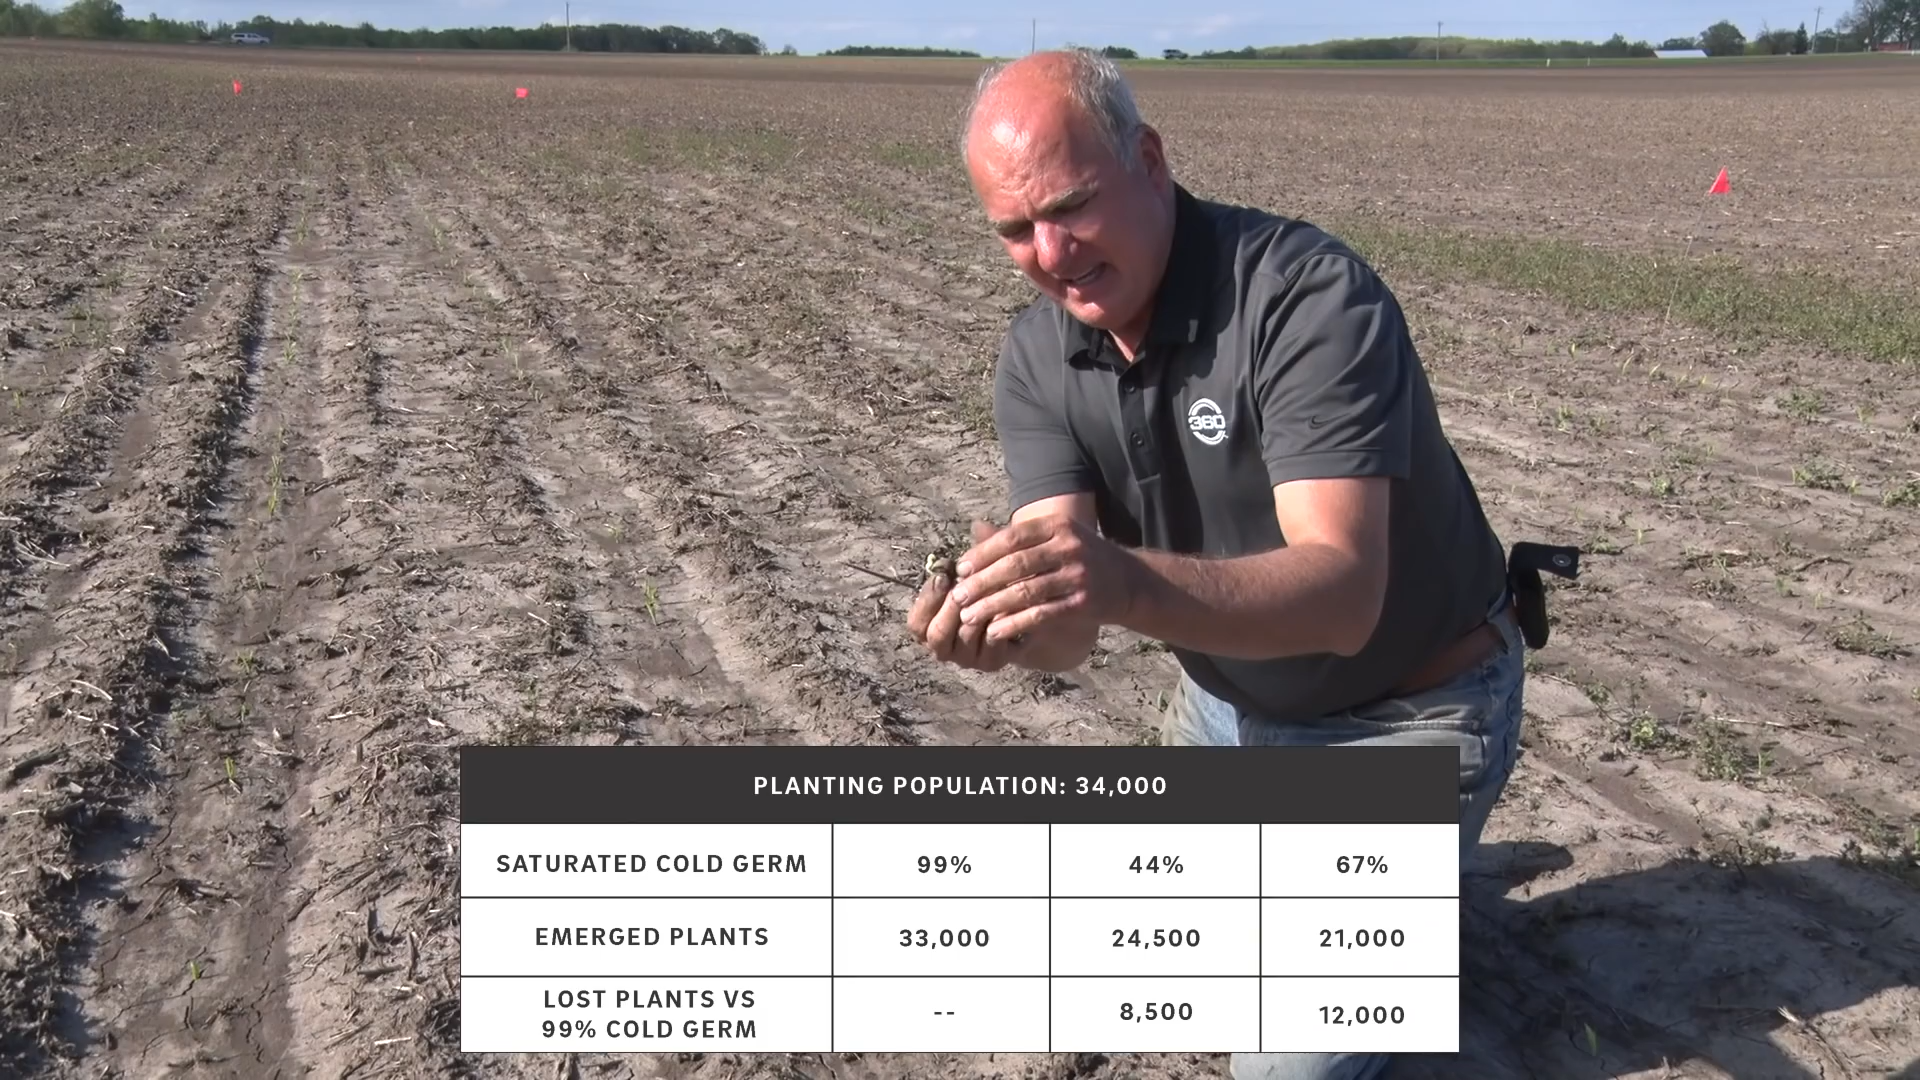 360
PLANTING POPULATION: 34,000
SATURATED COLD GERM 99% 44% 67%
EMERGED PLANTS 33,000 24,500 21,000
LOST PLANTS VS
99% COLD GERM -- 8,500 12,000